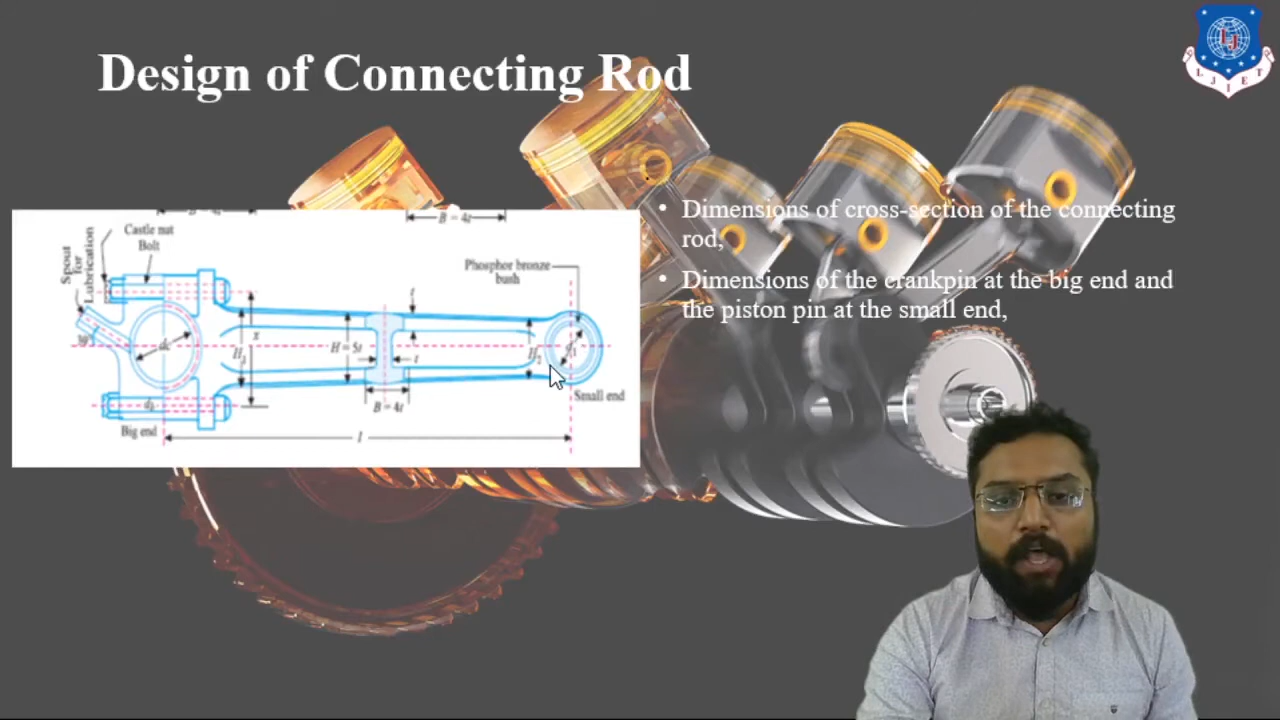 Design of Connecting Rod
LJIET
• Dimensions of cross-section of the connecting
rod,
• Dimensions of the crankpin at the big end and
the piston pin at the small end,
B = 4t
Castle nut
Bolt
Spout
for
Lubrication
Phosphor bronze
bush
t
x
H = 5t
t
H2
Small end
B = 4t
Big end
l